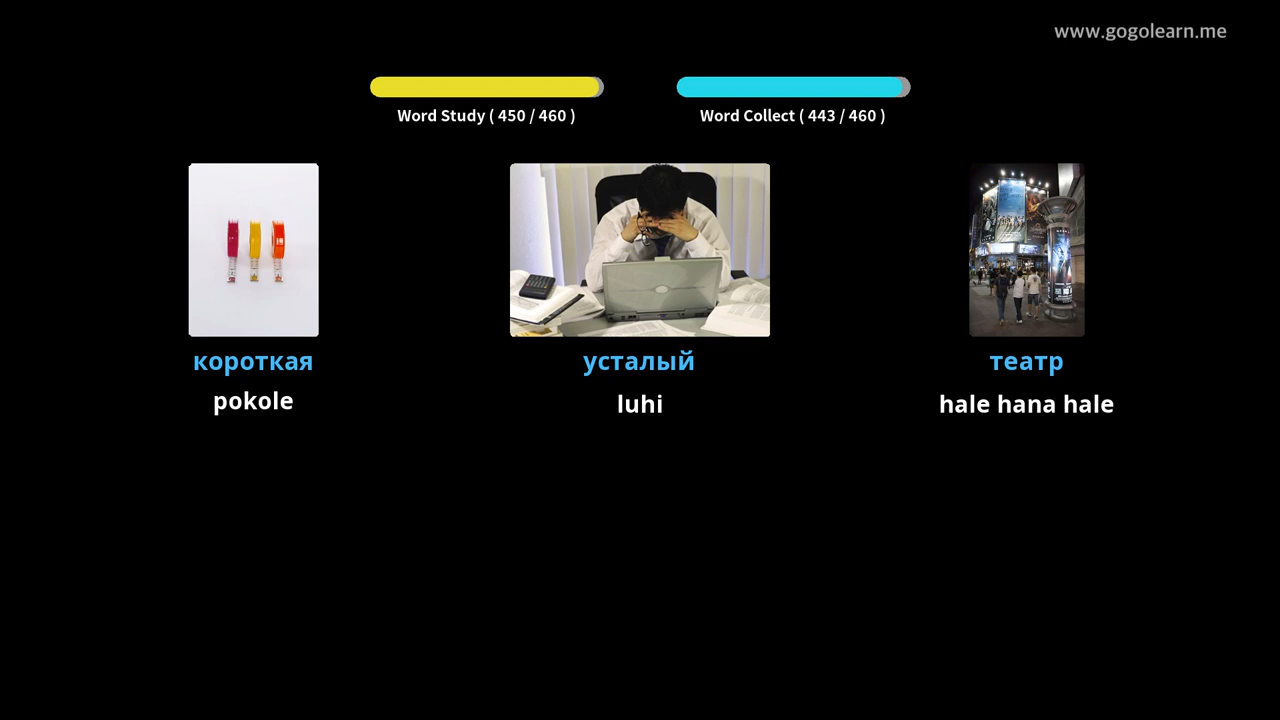 www.gogolearn.me
Word Study ( 450 / 460 )
Word Collect ( 443 / 460 )
короткая
усталый
театр
pokole
luhi
hale hana hale